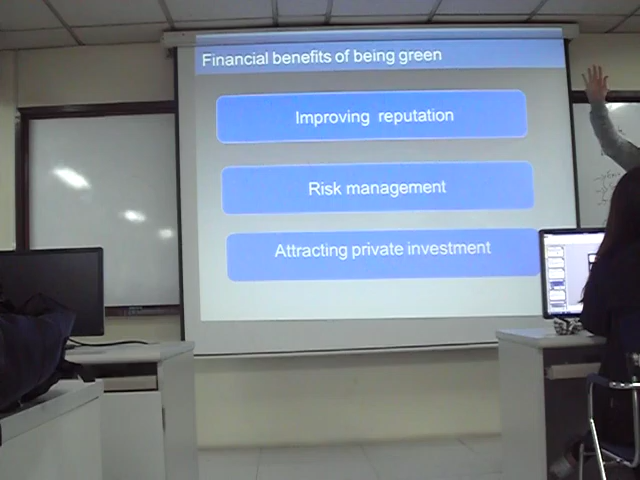 Financial benefits of being green
Improving reputation
Risk management
Attracting private investment